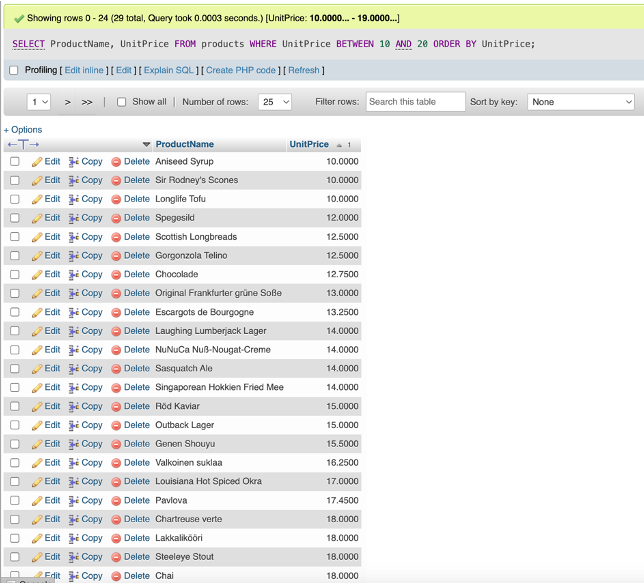 Showing rows 0 - 24 (29 total, Query took 0.0003 seconds.) [UnitPrice: 10.0000... - 19.0000...]
SELECT ProductName, UnitPrice FROM products WHERE UnitPrice BETWEEN 10 AND 20 ORDER BY UnitPrice;
Profiling [ Edit inline ] [ Edit ] [ Explain SQL ] [ Create PHP code ] [ Refresh ]
1 > >> | Show all | Number of rows: 25 Filter rows: Search this table Sort by key: None
+ Options
←T→ ProductName UnitPrice 1
Edit Copy Delete Aniseed Syrup 10.0000
Edit Copy Delete Sir Rodney's Scones 10.0000
Edit Copy Delete Longlife Tofu 10.0000
Edit Copy Delete Spegesild 12.0000
Edit Copy Delete Scottish Longbreads 12.5000
Edit Copy Delete Gorgonzola Telino 12.5000
Edit Copy Delete Chocolade 12.7500
Edit Copy Delete Original Frankfurter grüne Soße 13.0000
Edit Copy Delete Escargots de Bourgogne 13.2500
Edit Copy Delete Laughing Lumberjack Lager 14.0000
Edit Copy Delete NuNuCa Nuß-Nougat-Creme 14.0000
Edit Copy Delete Sasquatch Ale 14.0000
Edit Copy Delete Singaporean Hokkien Fried Mee 14.0000
Edit Copy Delete Röd Kaviar 15.0000
Edit Copy Delete Outback Lager 15.0000
Edit Copy Delete Genen Shouyu 15.5000
Edit Copy Delete Valkoinen suklaa 16.2500
Edit Copy Delete Louisiana Hot Spiced Okra 17.0000
Edit Copy Delete Pavlova 17.4500
Edit Copy Delete Chartreuse verte 18.0000
Edit Copy Delete Lakkalikööri 18.0000
Edit Copy Delete Steeleye Stout 18.0000
Edit Copy Delete Chai 18.0000